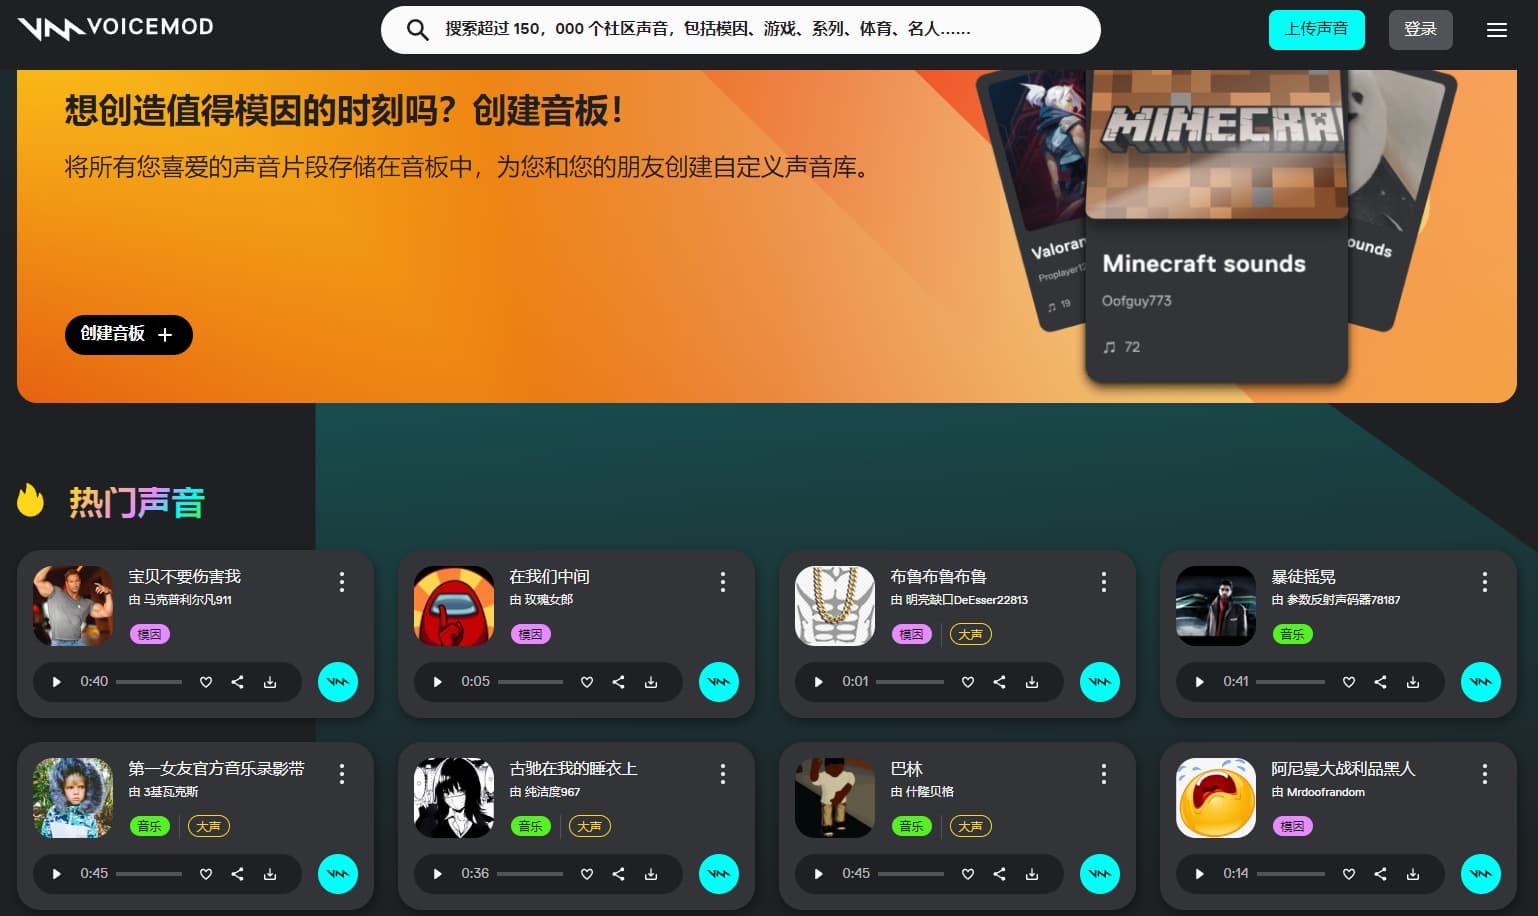 VOICEMOD
搜索超过 150，000 个社区声音，包括模因、游戏、系列、体育、名人……
上传声音
登录
想创造值得模因的时刻吗？创建音板！
将所有您喜爱的声音片段存储在音板中，为您和您的朋友创建自定义声音库。
创建音板
MINECRA
Valoran
Proplayer12
19
Minecraft sounds
Oofguy773
72
ounds
热门声音
宝贝不要伤害我
由 马克普利尔凡911
模因
0:40
在我们中间
由 玫瑰女郎
模因
0:05
布鲁布鲁布鲁
由 明亮缺口DeEsser22813
模因
大声
0:01
暴徒摇晃
由 参数反射声码器78187
音乐
0:41
第一女友官方音乐录影带
由 3基瓦克斯
音乐
大声
0:45
古驰在我的睡衣上
由 纯洁度967
音乐
大声
0:36
巴林
由 什隆贝格
音乐
大声
0:45
阿尼曼大战利品黑人
由 Mrdoofrandom
模因
0:14